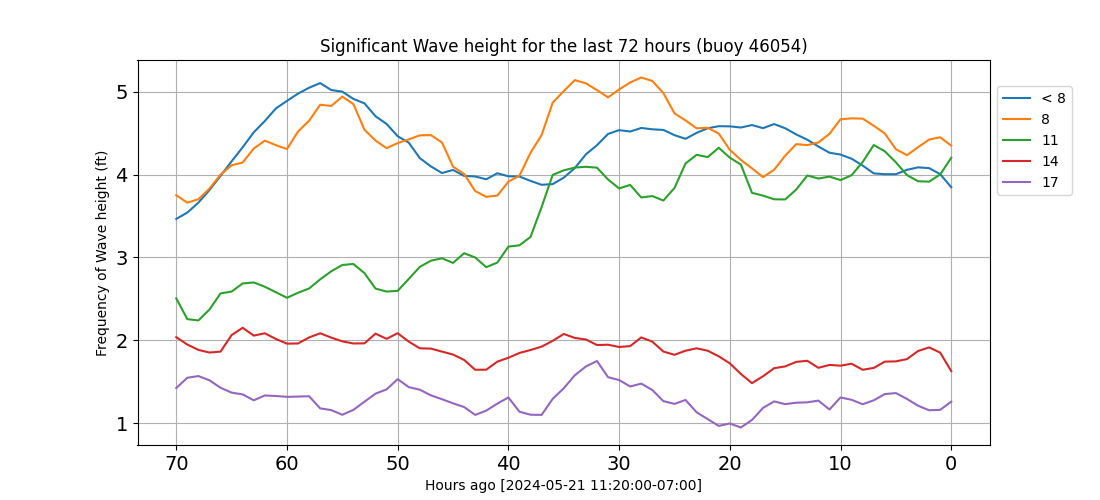 Significant Wave height for the last 72 hours (buoy 46054)
Frequency of Wave height (ft)
5
4
3
2
1
70 60 50 40 30 20 10 0
Hours ago [2024-05-21 11:20:00-07:00]
< 8
8
11
14
17